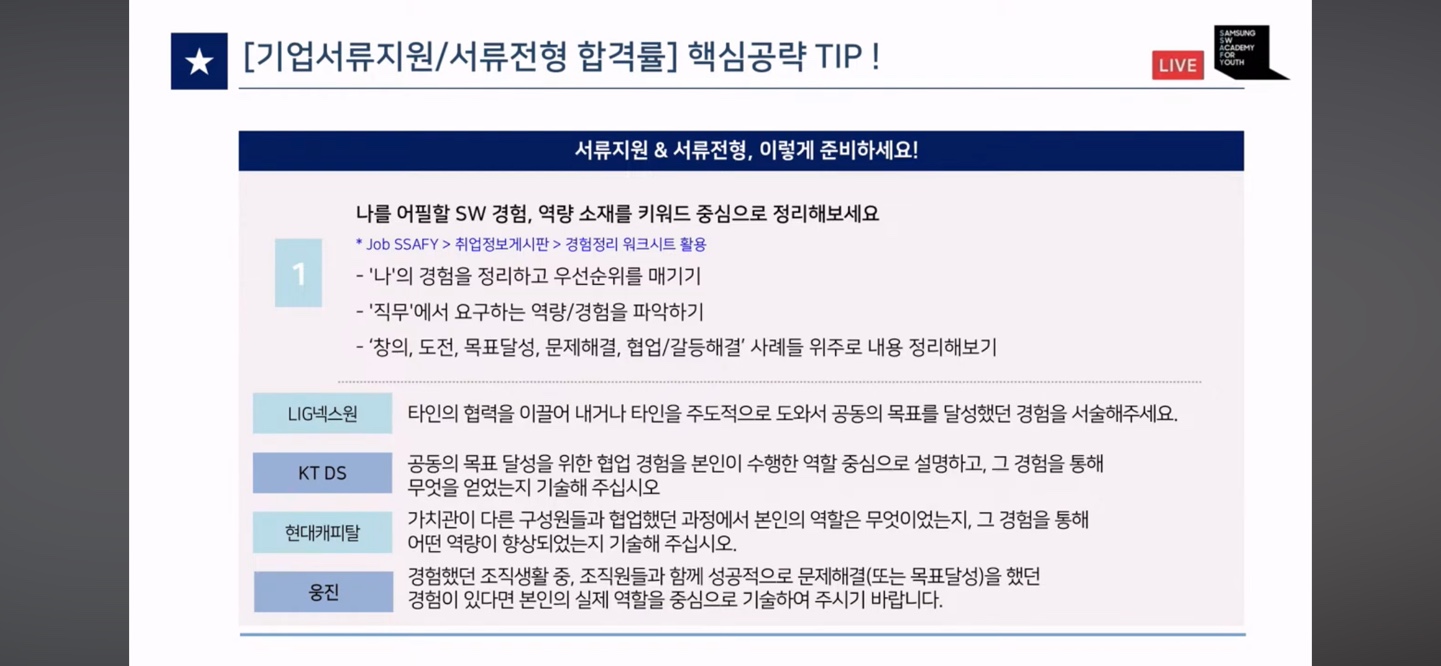 [기업서류지원/서류전형 합격률] 핵심공략 TIP !
LIVE
SAMSUNG
SW
ACADEMY
FOR
YOUTH
서류지원 & 서류전형, 이렇게 준비하세요!
1
나를 어필할 SW 경험, 역량 소재를 키워드 중심으로 정리해보세요
* Job SSAFY > 취업정보게시판 > 경험정리 워크시트 활용
- '나'의 경험을 정리하고 우선순위를 매기기
- '직무'에서 요구하는 역량/경험을 파악하기
- ‘창의, 도전, 목표달성, 문제해결, 협업/갈등해결’ 사례들 위주로 내용 정리해보기
LIG넥스원
타인의 협력을 이끌어 내거나 타인을 주도적으로 도와서 공동의 목표를 달성했던 경험을 서술해주세요.
KT DS
공동의 목표 달성을 위한 협업 경험을 본인이 수행한 역할 중심으로 설명하고, 그 경험을 통해
무엇을 얻었는지 기술해 주십시오
현대캐피탈
가치관이 다른 구성원들과 협업했던 과정에서 본인의 역할은 무엇이었는지, 그 경험을 통해
어떤 역량이 향상되었는지 기술해 주십시오.
웅진
경험했던 조직생활 중, 조직원들과 함께 성공적으로 문제해결(또는 목표달성)을 했던
경험이 있다면 본인의 실제 역할을 중심으로 기술하여 주시기 바랍니다.